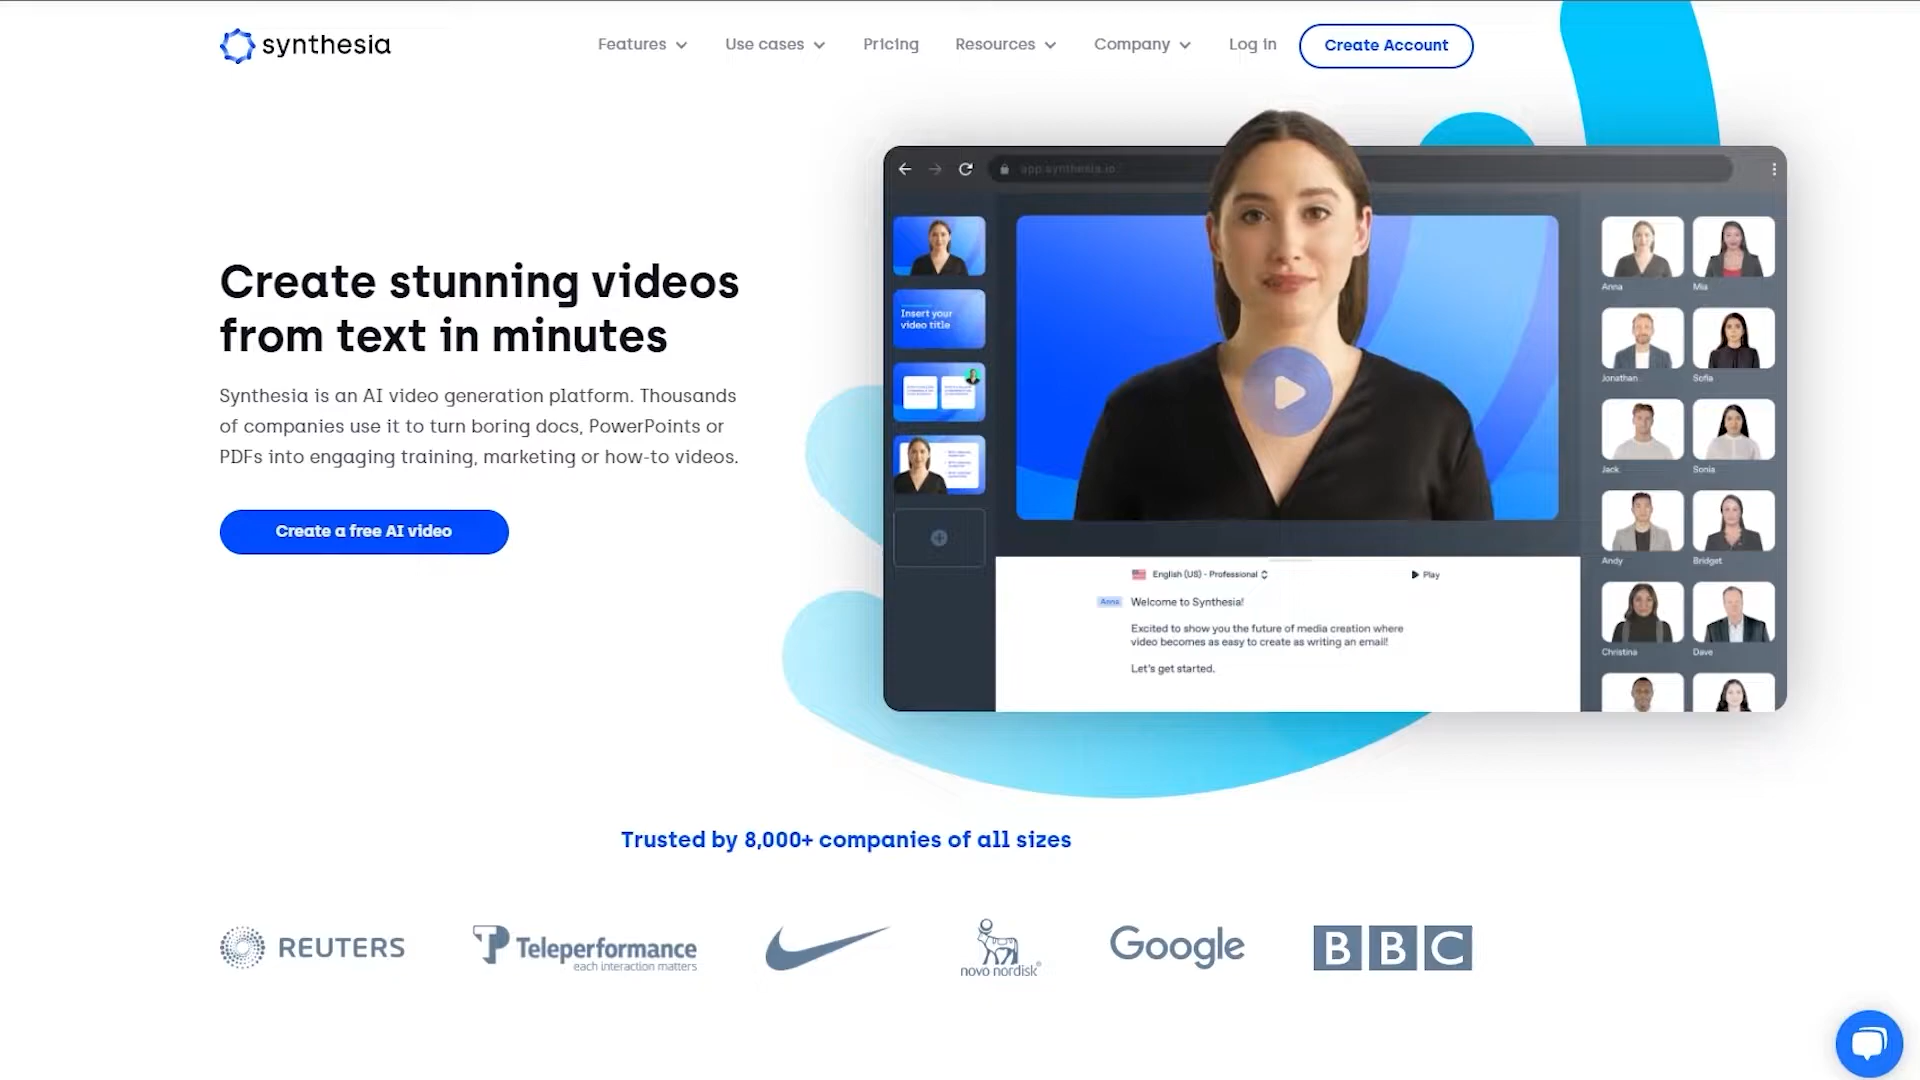 synthesia
Features
Use cases
Pricing
Resources
Company
Log in
Create Account
Create stunning videos
from text in minutes
Synthesia is an AI video generation platform. Thousands
of companies use it to turn boring docs, PowerPoints or
PDFs into engaging training, marketing or how-to videos.
Create a free AI video
app.synthesia.io
Insert your
video title
Anna
Mia
Jonathan
Sofia
Jack
Sonia
Andy
Bridget
Christina
Dave
English (US) - Professional
Play
Anna
Welcome to Synthesia!
Excited to show you the future of media creation where
video becomes as easy to create as writing an email!
Let's get started.
Trusted by 8,000+ companies of all sizes
REUTERS
TP Teleperformance
each interaction matters
novo nordisk®
Google
BBC